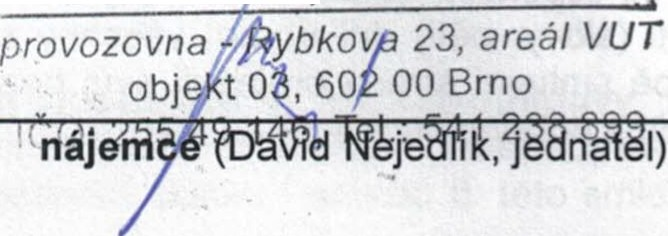 provozovna - Rybkova 23, areál VUT
objekt 03, 602 00 Brno
IČO: 255 49 146, Tel.: 541 238 899
nájemce (David Nejedlík, jednatel)